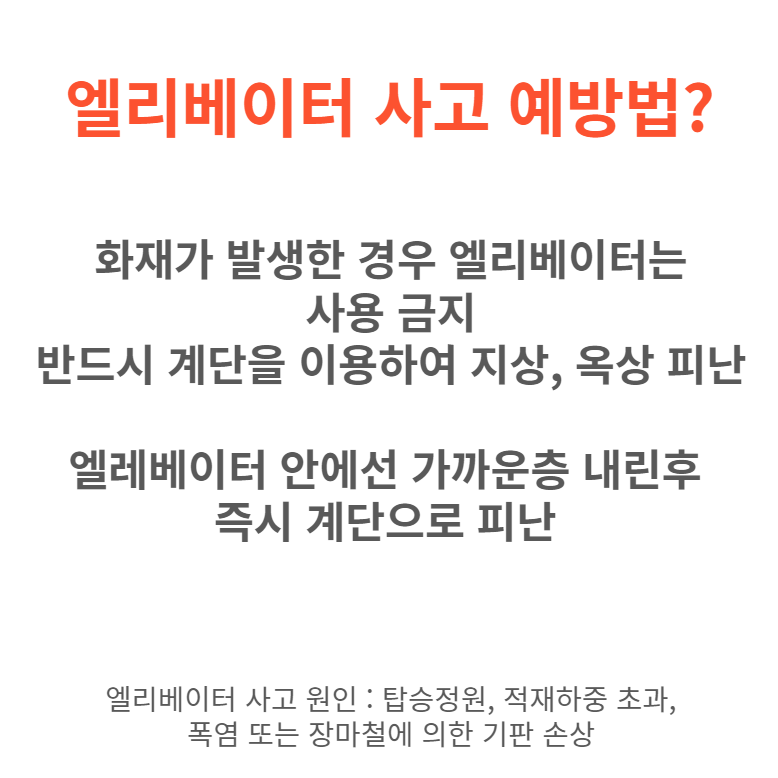 엘리베이터 사고 예방법?
화재가 발생한 경우 엘리베이터는
사용 금지
반드시 계단을 이용하여 지상, 옥상 피난
엘레베이터 안에선 가까운층 내린후
즉시 계단으로 피난
엘리베이터 사고 원인 : 탑승정원, 적재하중 초과,
폭염 또는 장마철에 의한 기판 손상